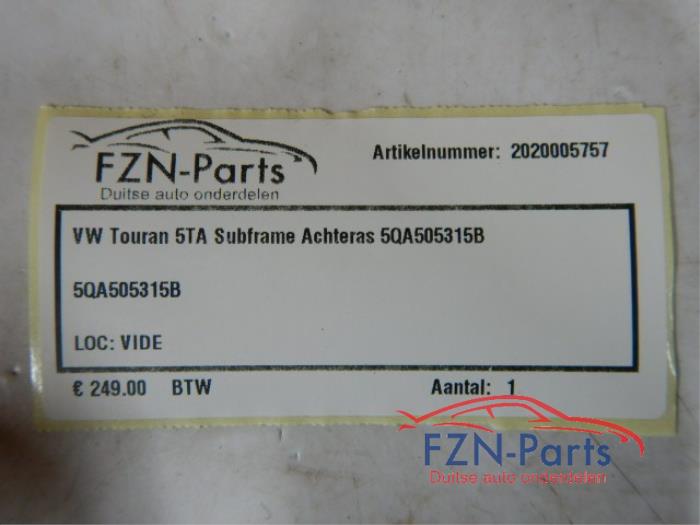 FZN-Parts
Duitse auto onderdelen
Artikelnummer: 2020005757
VW Touran 5TA Subframe Achteras 5QA505315B
5QA505315B
LOC: VIDE
€ 249.00 BTW
Aantal: 1
FZN-Parts
Duitse auto onderdelen